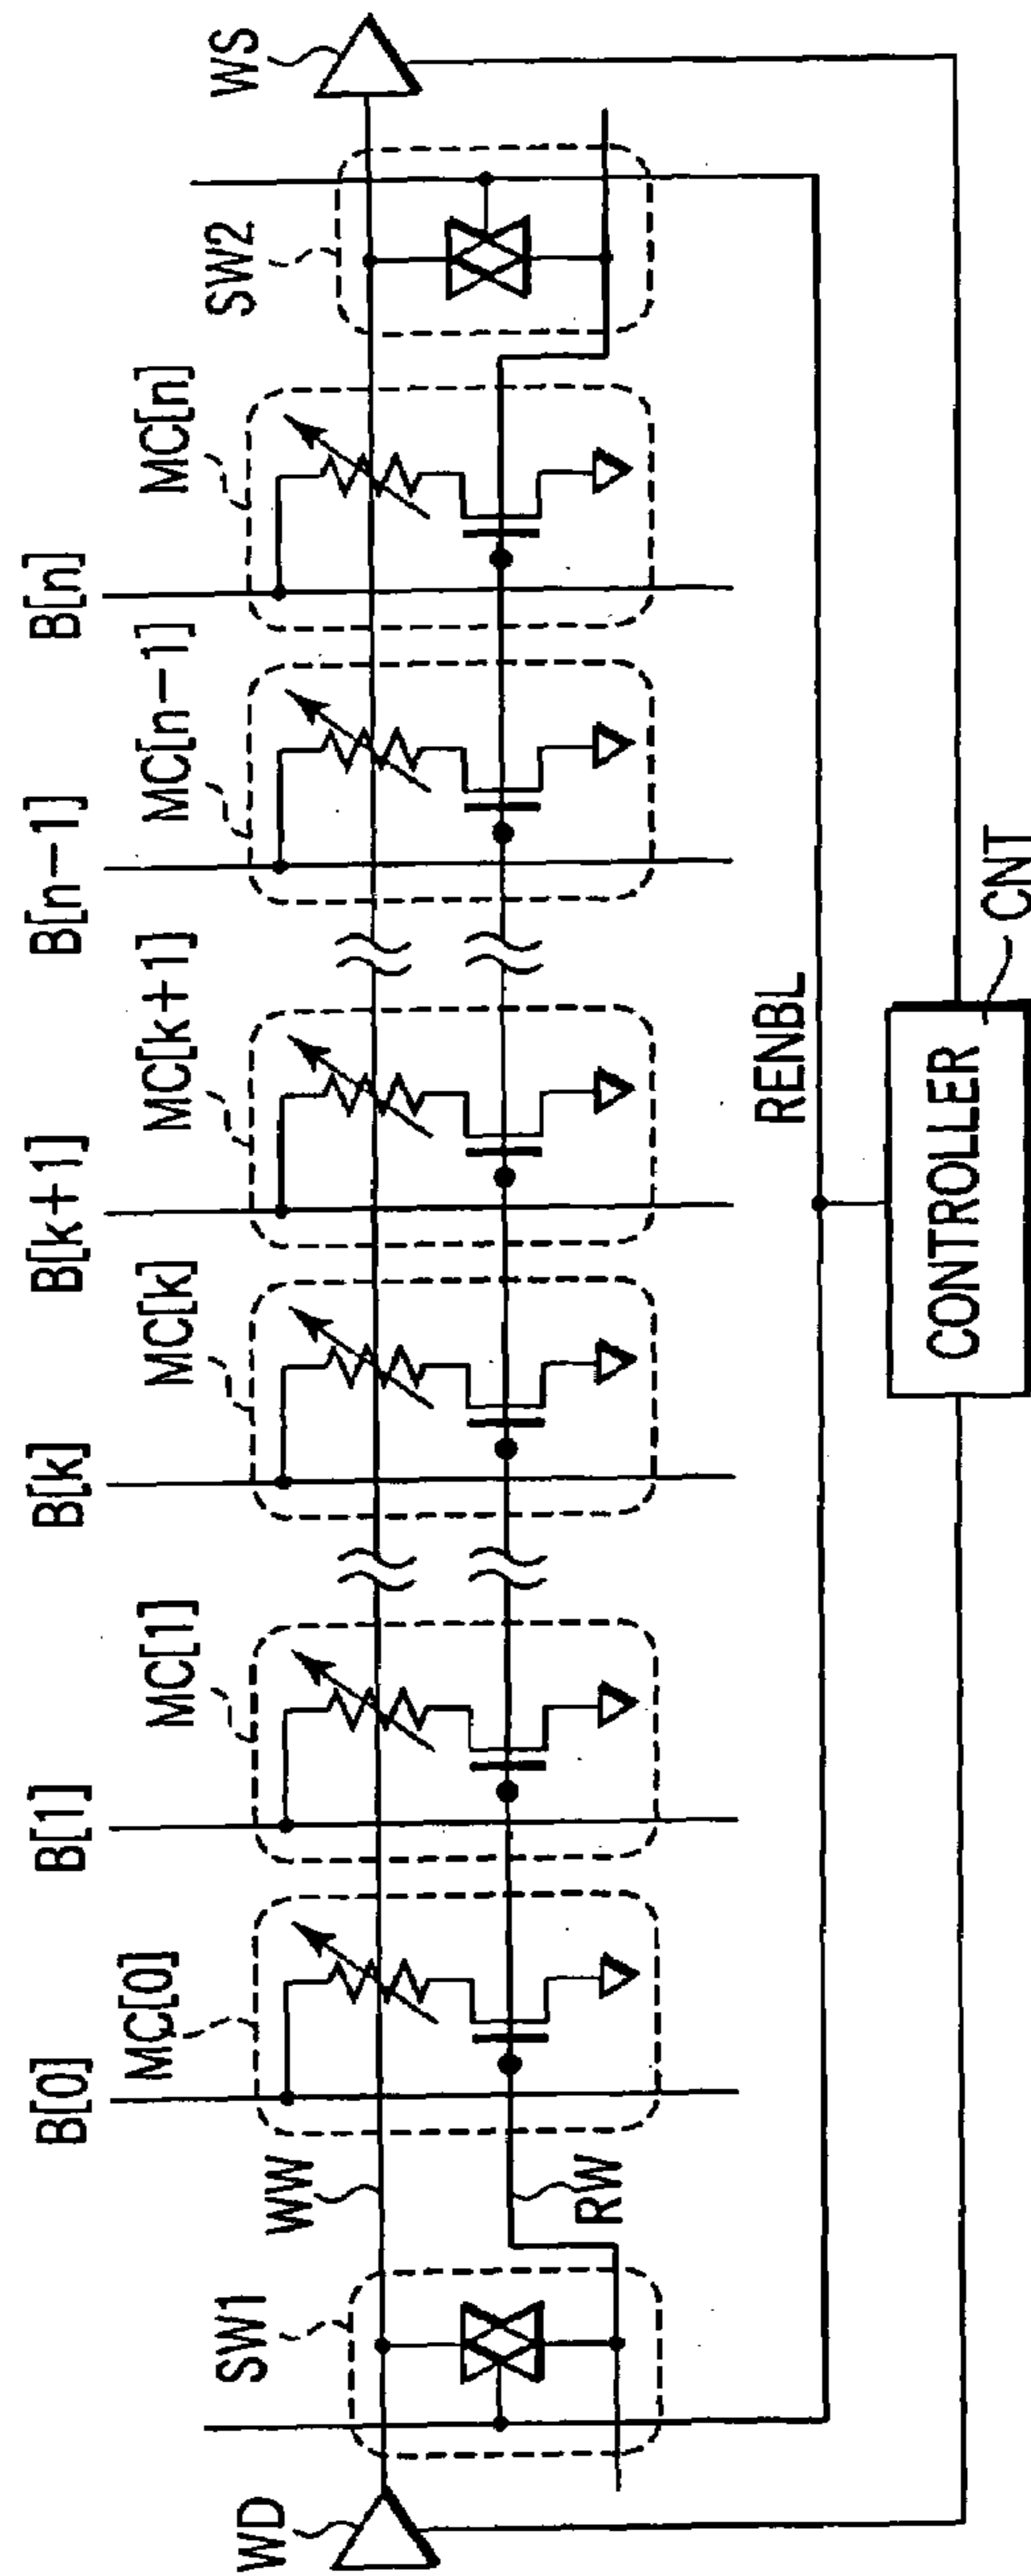 B[0]
B[1]
B[k]
B[k+1]
B[n-1]
B[n]
MC[0]
MC[1]
MC[k]
MC[k+1]
MC[n-1]
MC[n]
WD
SW1
WW
RW
SW2
WS
RENBL
CONTROLLER
CNT